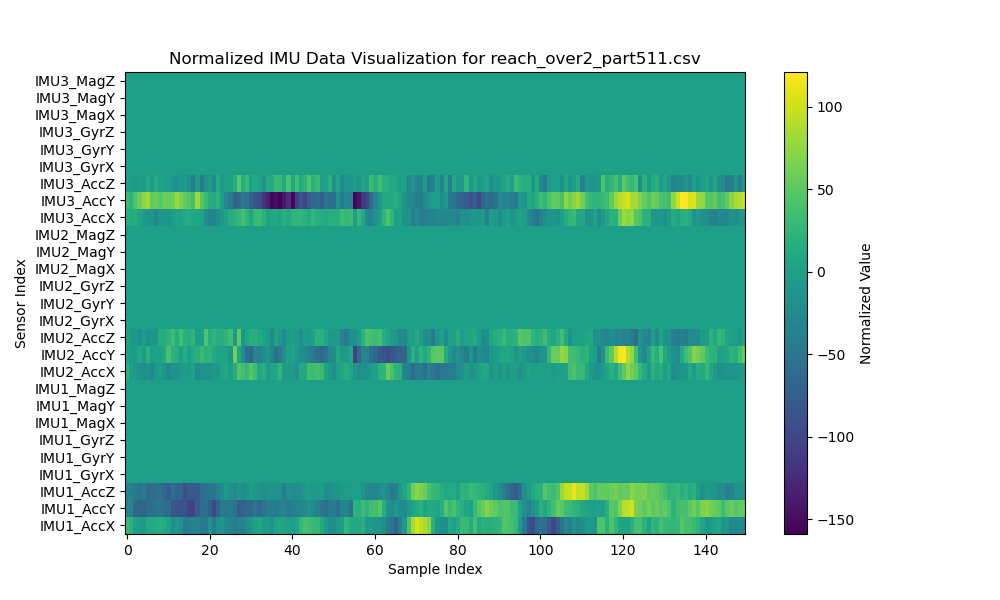 Normalized IMU Data Visualization for reach_over2_part511.csv
IMU3_MagZ
IMU3_MagY
IMU3_MagX
IMU3_GyrZ
IMU3_GyrY
IMU3_GyrX
IMU3_AccZ
IMU3_AccY
IMU3_AccX
IMU2_MagZ
IMU2_MagY
IMU2_MagX
IMU2_GyrZ
IMU2_GyrY
IMU2_GyrX
IMU2_AccZ
IMU2_AccY
IMU2_AccX
IMU1_MagZ
IMU1_MagY
IMU1_MagX
IMU1_GyrZ
IMU1_GyrY
IMU1_GyrX
IMU1_AccZ
IMU1_AccY
IMU1_AccX
Sensor Index
0 20 40 60 80 100 120 140
Sample Index
100
50
0
−50
−100
−150
Normalized Value